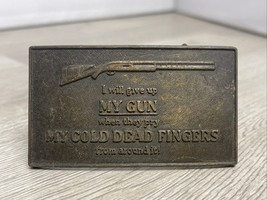 I will give up
MY GUN
when they pry
MY COLD DEAD FINGERS
from around it!